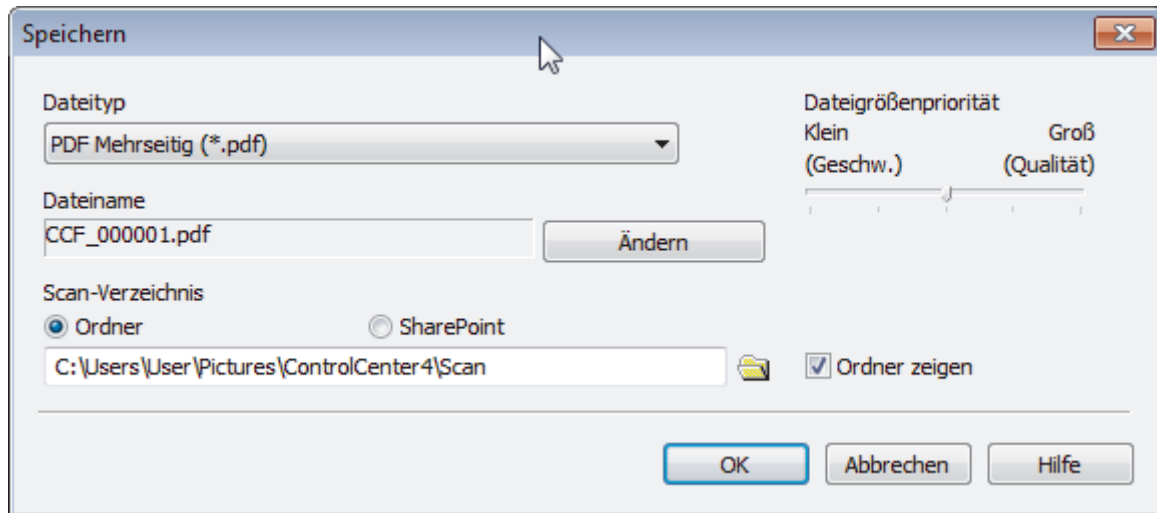 Speichern
Dateityp
PDF Mehrseitig (*.pdf)
Dateiname
CCF_000001.pdf
Ändern
Scan-Verzeichnis
Ordner
SharePoint
C:\Users\User\Pictures\ControlCenter4\Scan
Dateigrößenpriorität
Klein Groß
(Geschw.) (Qualität)
Ordner zeigen
OK Abbrechen Hilfe